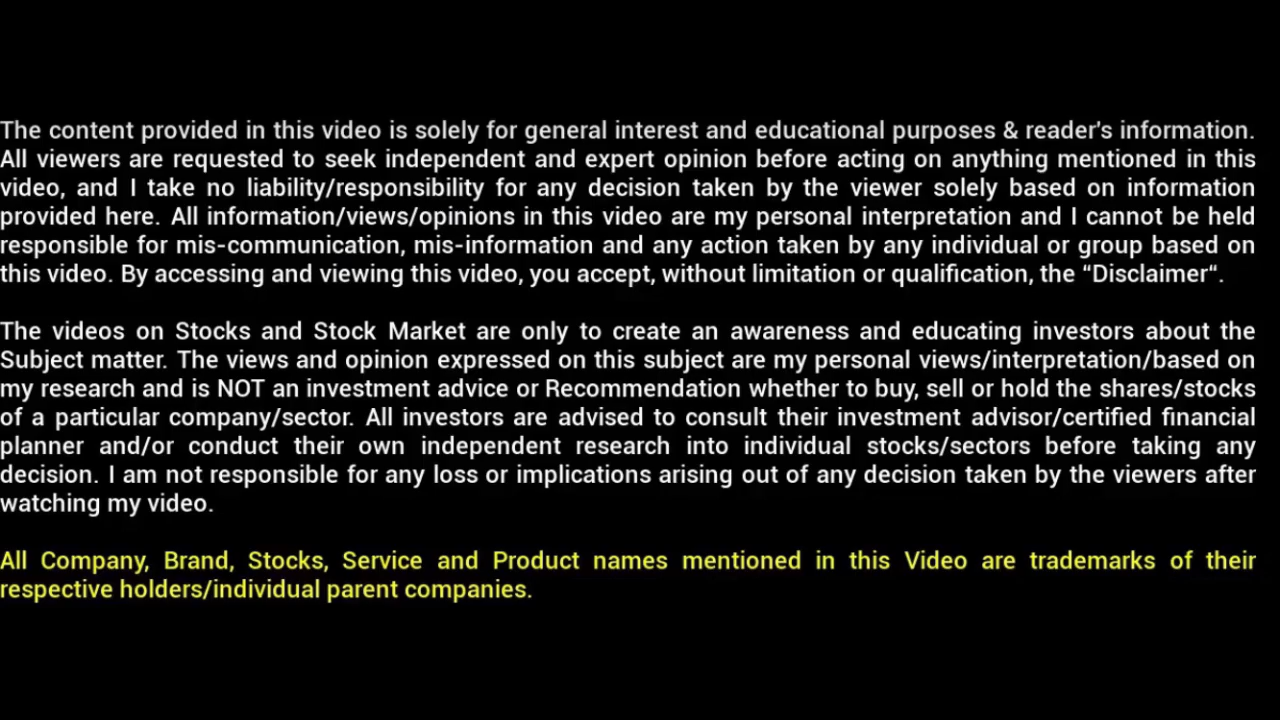 The content provided in this video is solely for general interest and educational purposes & reader's information.
All viewers are requested to seek independent and expert opinion before acting on anything mentioned in this
video, and I take no liability/responsibility for any decision taken by the viewer solely based on information
provided here. All information/views/opinions in this video are my personal interpretation and I cannot be held
responsible for mis-communication, mis-information and any action taken by any individual or group based on
this video. By accessing and viewing this video, you accept, without limitation or qualification, the “Disclaimer“.
The videos on Stocks and Stock Market are only to create an awareness and educating investors about the
Subject matter. The views and opinion expressed on this subject are my personal views/interpretation/based on
my research and is NOT an investment advice or Recommendation whether to buy, sell or hold the shares/stocks
of a particular company/sector. All investors are advised to consult their investment advisor/certified financial
planner and/or conduct their own independent research into individual stocks/sectors before taking any
decision. I am not responsible for any loss or implications arising out of any decision taken by the viewers after
watching my video.
All Company, Brand, Stocks, Service and Product names mentioned in this Video are trademarks of their
respective holders/individual parent companies.